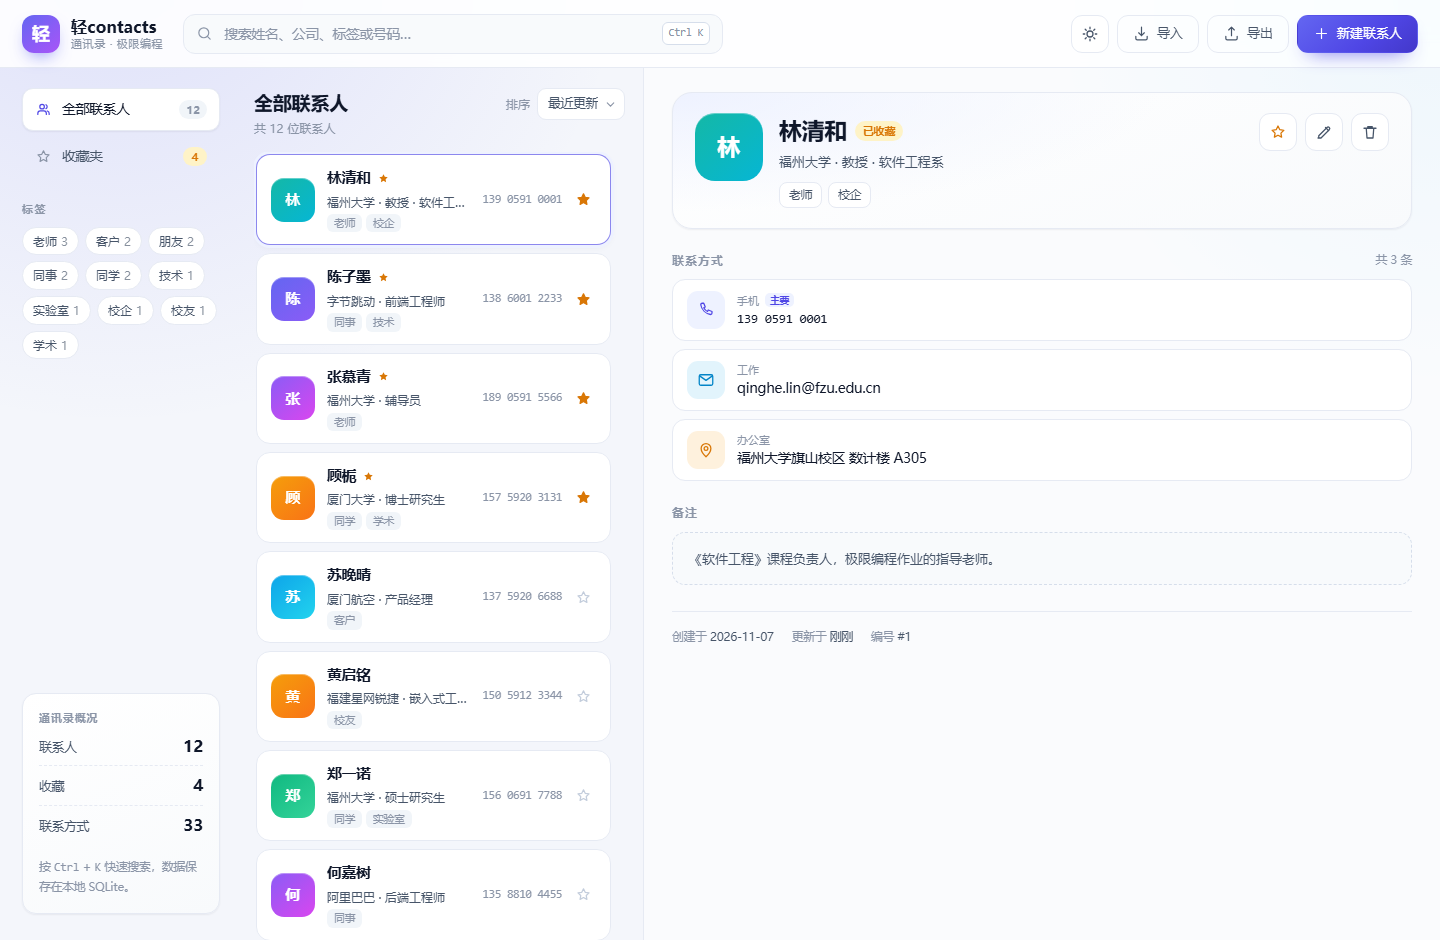 轻
轻contacts
通讯录 · 极限编程
搜索姓名、公司、标签或号码...
Ctrl K
导入
导出
新建联系人
全部联系人 12
收藏夹 4
标签
老师 3 客户 2 朋友 2
同事 2 同学 2 技术 1
实验室 1 校企 1 校友 1
学术 1
通讯录概况
联系人 12
收藏 4
联系方式 33
按 Ctrl + K 快速搜索，数据保
存在本地 SQLite。
全部联系人
共 12 位联系人
排序 最近更新
林
林清和
福州大学 · 教授 · 软件工...
139 0591 0001
老师 校企
陈
陈子墨
字节跳动 · 前端工程师
138 6001 2233
同事 技术
张
张慕青
福州大学 · 辅导员
189 0591 5566
老师
顾
顾栀
厦门大学 · 博士研究生
157 5920 3131
同学 学术
苏
苏晚晴
厦门航空 · 产品经理
137 5920 6688
客户
黄
黄启铭
福建星网锐捷 · 嵌入式工...
150 5912 3344
校友
郑
郑一诺
福州大学 · 硕士研究生
156 0691 7788
同学 实验室
何
何嘉树
阿里巴巴 · 后端工程师
135 8810 4455
同事
林
林清和 已收藏
福州大学 · 教授 · 软件工程系
老师 校企
联系方式 共 3 条
手机 主要
139 0591 0001
工作
qinghe.lin@fzu.edu.cn
办公室
福州大学旗山校区 数计楼 A305
备注
《软件工程》课程负责人，极限编程作业的指导老师。
创建于 2026-11-07 更新于 刚刚 编号 #1